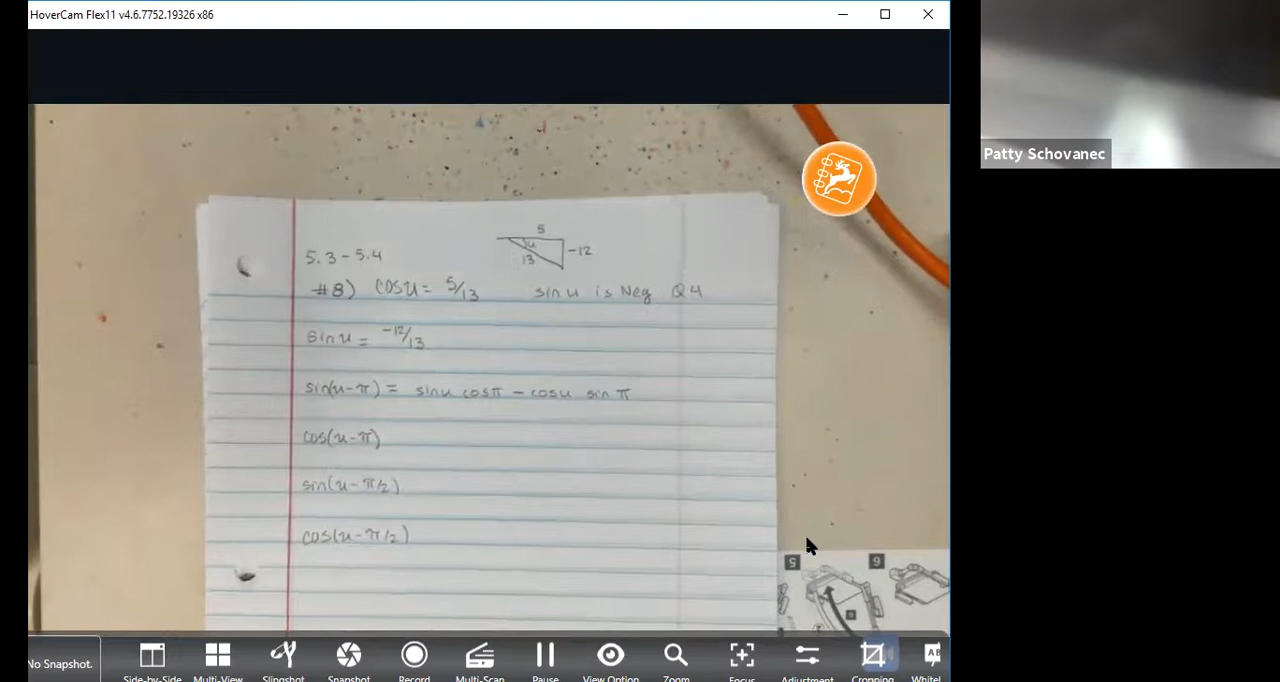 HoverCam Flex11 v4.6.7752.19326 x86
Patty Schovanec
5
u
-12
13
5.3-5.4
#8) cos u = 5/13 sin u is Neg Q4
sin u = -12/13
sin(u-π) = sin u cos π - cos u sin π
cos(u-π)
sin(u-π/2)
cos(u-π/2)
5 6
No Snapshot.
Side-by-Side Multi-View Slingshot Snapshot Record Multi-Scan Pause View Option Zoom Focus Adjustment Cropping